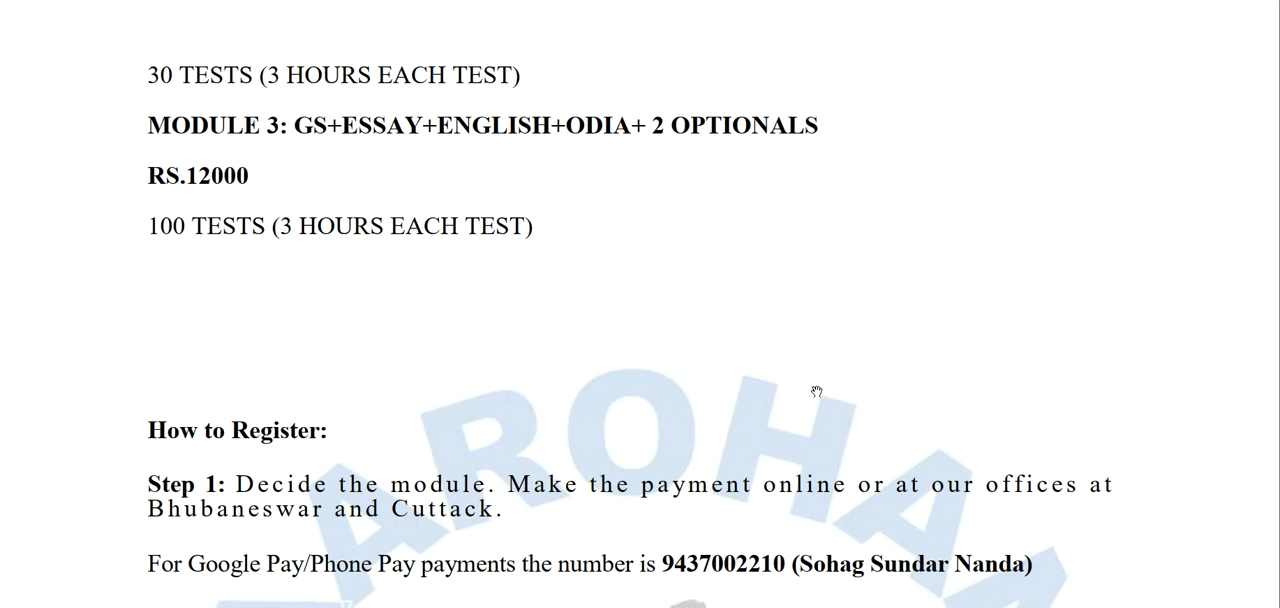 30 TESTS (3 HOURS EACH TEST)
MODULE 3: GS+ESSAY+ENGLISH+ODIA+ 2 OPTIONALS
RS.12000
100 TESTS (3 HOURS EACH TEST)
AROHA
How to Register:
Step 1: Decide the module. Make the payment online or at our offices at
Bhubaneswar and Cuttack.
For Google Pay/Phone Pay payments the number is 9437002210 (Sohag Sundar Nanda)